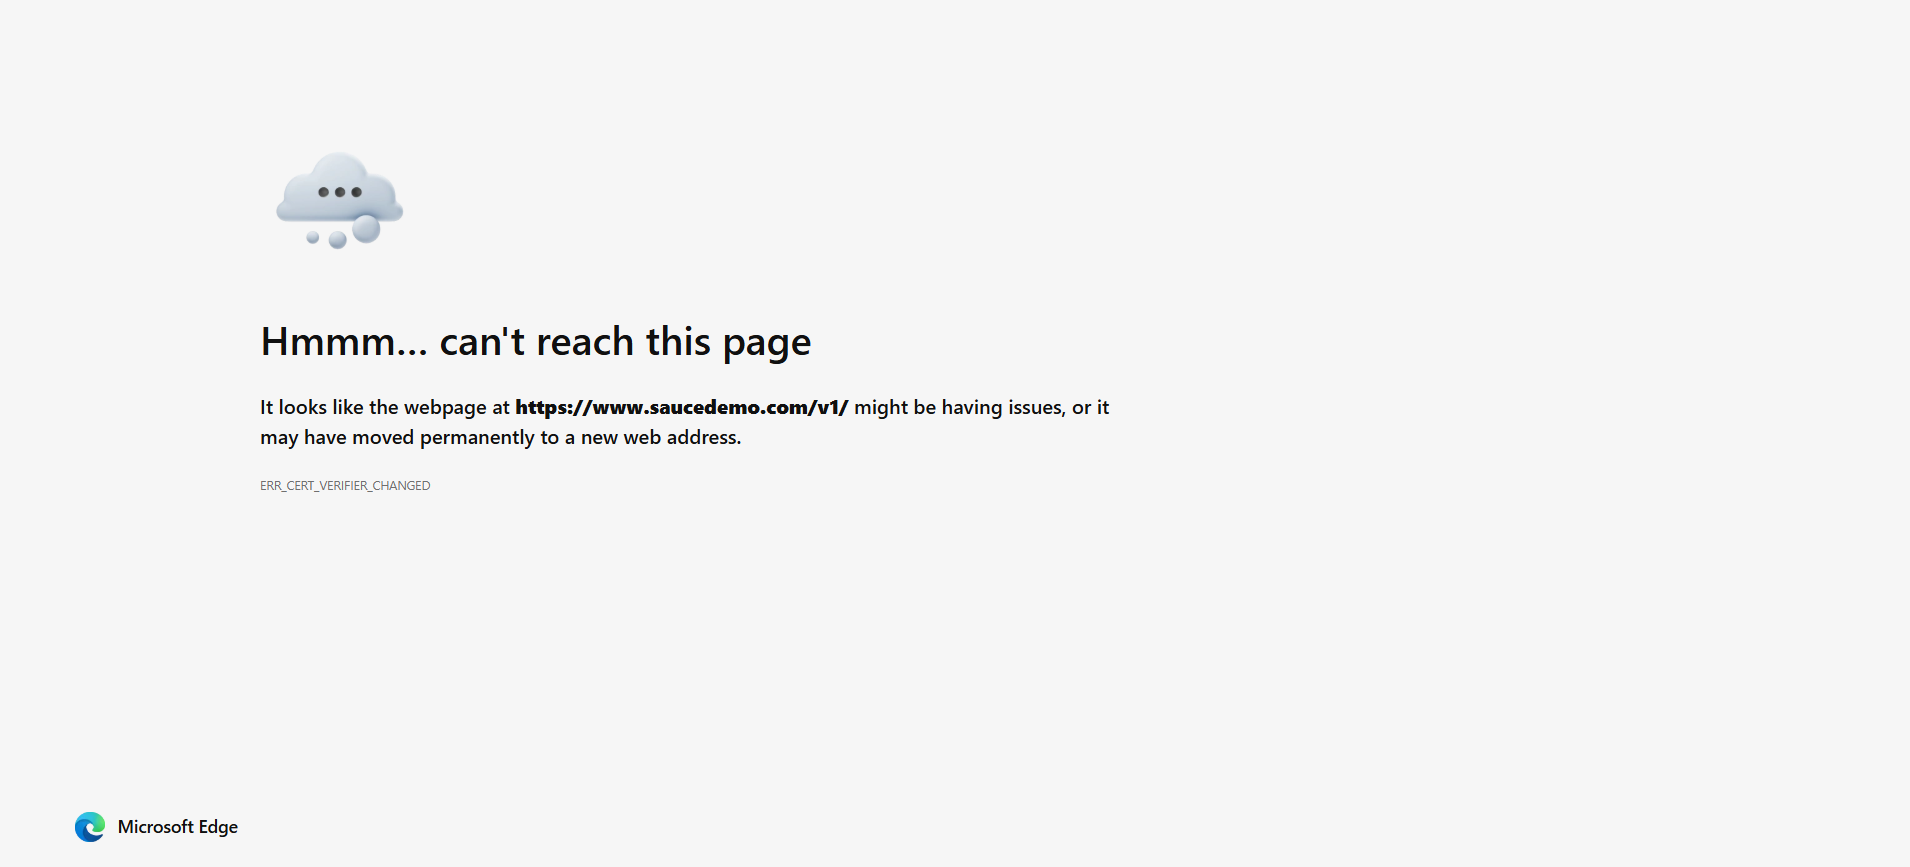 Hmmm... can't reach this page
It looks like the webpage at https://www.saucedemo.com/v1/ might be having issues, or it
may have moved permanently to a new web address.
ERR_CERT_VERIFIER_CHANGED
Microsoft Edge